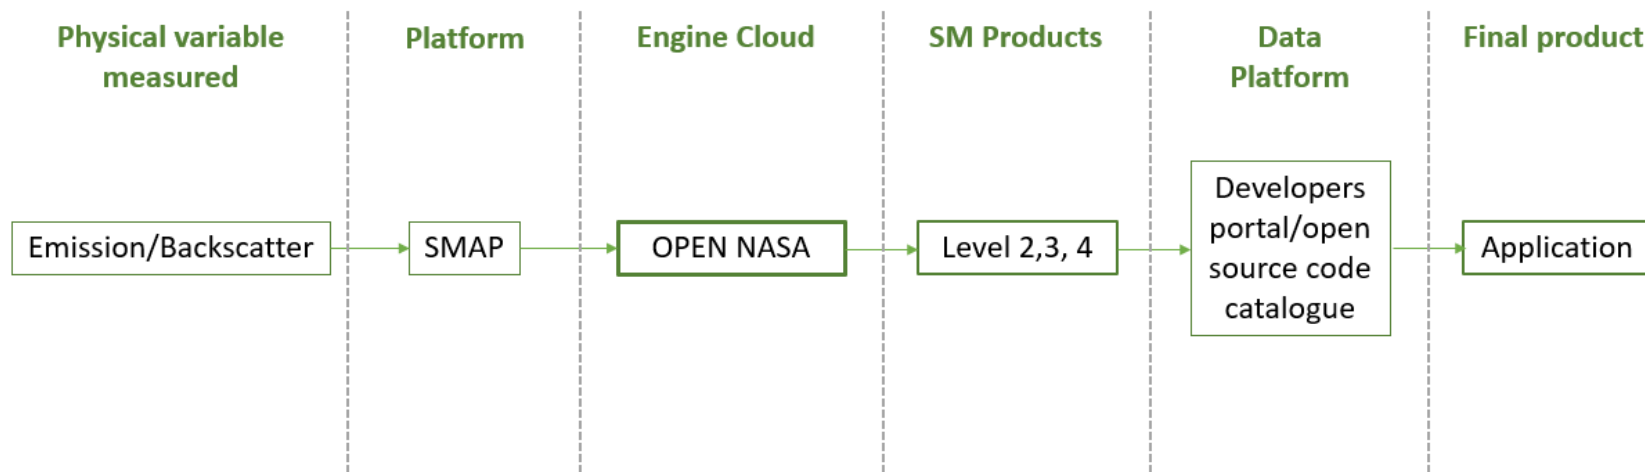 Physical variable
measured
Platform
Engine Cloud
SM Products
Data
Platform
Final product
Emission/Backscatter
SMAP
OPEN NASA
Level 2,3, 4
Developers
portal/open
source code
catalogue
Application